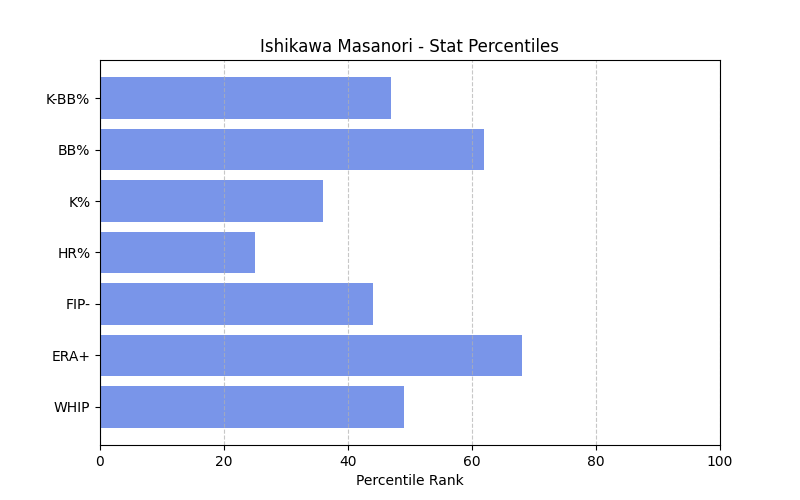 Ishikawa Masanori - Stat Percentiles
K-BB%
BB%
K%
HR%
FIP-
ERA+
WHIP
0 20 40 60 80 100
Percentile Rank